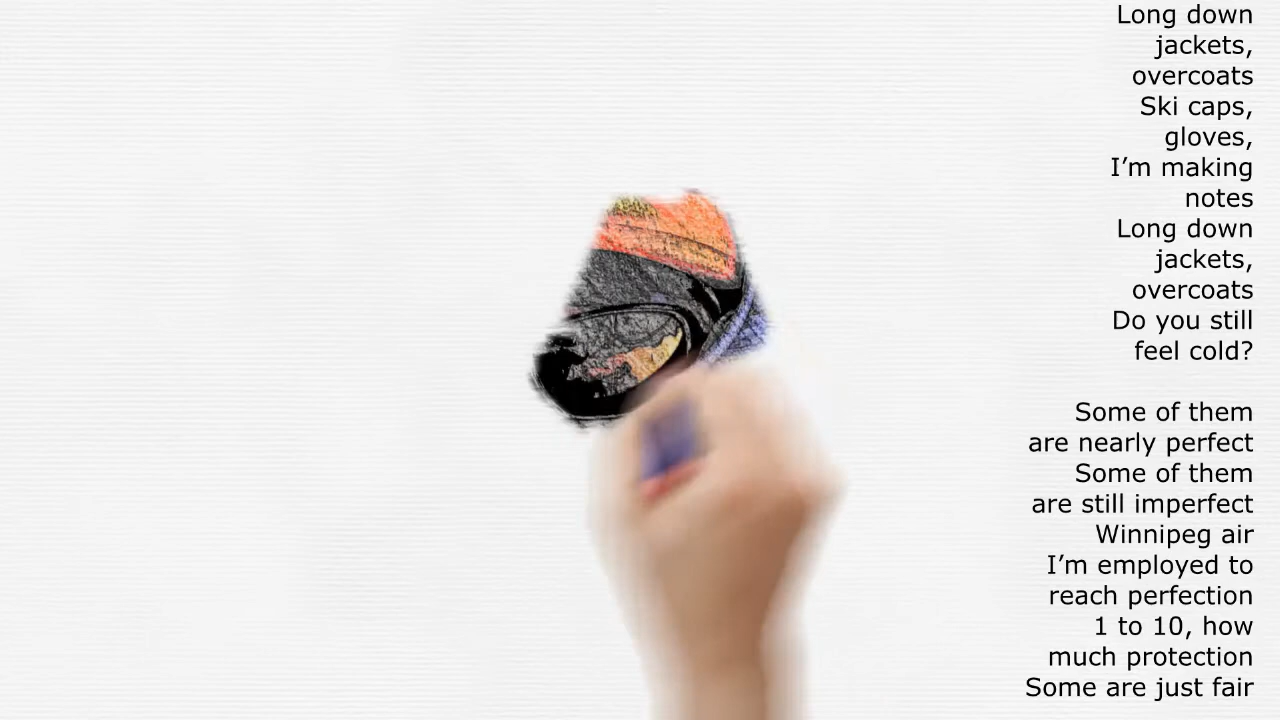 Long down
jackets,
overcoats
Ski caps,
gloves,
I’m making
notes
Long down
jackets,
overcoats
Do you still
feel cold?
Some of them
are nearly perfect
Some of them
are still imperfect
Winnipeg air
I’m employed to
reach perfection
1 to 10, how
much protection
Some are just fair